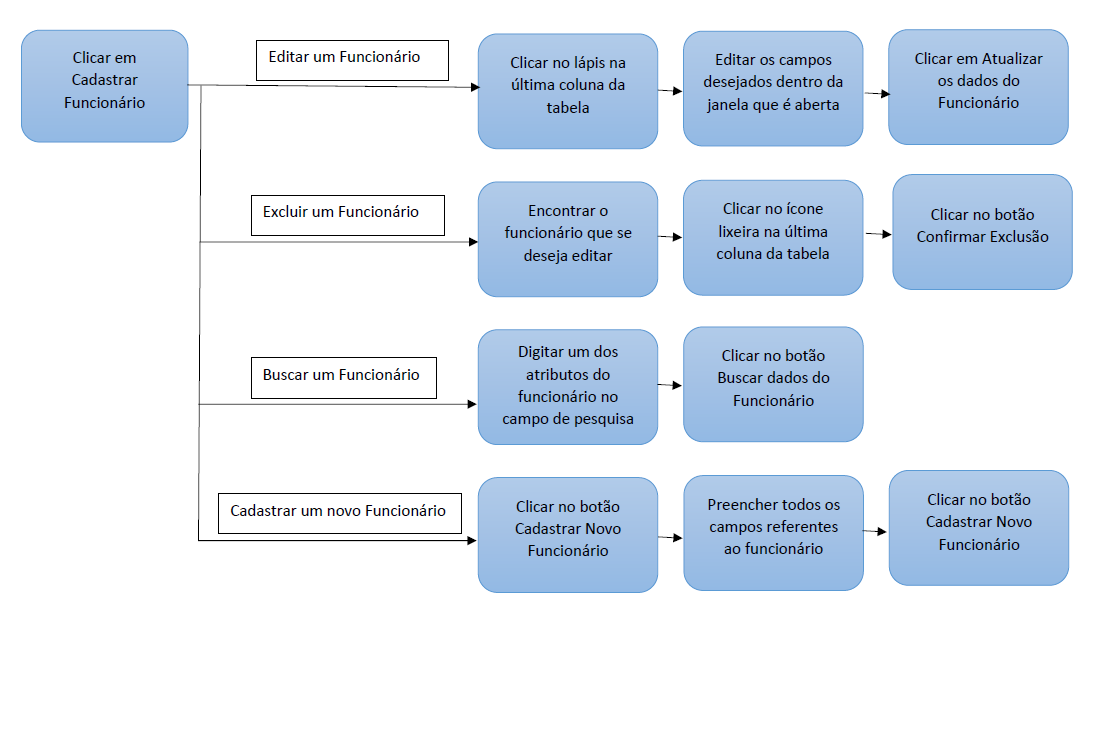 Clicar em
Cadastrar
Funcionário
Editar um Funcionário
Clicar no lápis na
última coluna da
tabela
Editar os campos
desejados dentro da
janela que é aberta
Clicar em Atualizar
os dados do
Funcionário
Excluir um Funcionário
Encontrar o
funcionário que se
deseja editar
Clicar no ícone
lixeira na última
coluna da tabela
Clicar no botão
Confirmar Exclusão
Buscar um Funcionário
Digitar um dos
atributos do
funcionário no
campo de pesquisa
Clicar no botão
Buscar dados do
Funcionário
Cadastrar um novo Funcionário
Clicar no botão
Cadastrar Novo
Funcionário
Preencher todos os
campos referentes
ao funcionário
Clicar no botão
Cadastrar Novo
Funcionário